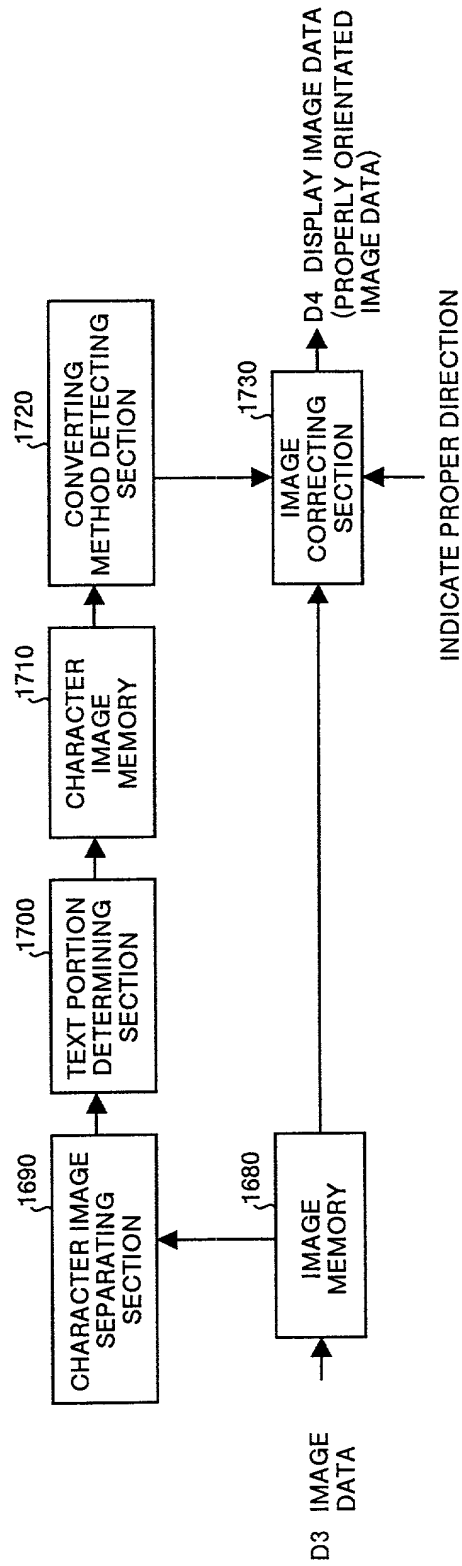 D3 IMAGE
DATA
1680
IMAGE
MEMORY
1690
CHARACTER IMAGE
SEPARATING
SECTION
1700
TEXT PORTION
DETERMINING
SECTION
1710
CHARACTER
IMAGE
MEMORY
1720
CONVERTING
METHOD DETECTING
SECTION
1730
IMAGE
CORRECTING
SECTION
D4 DISPLAY IMAGE DATA
(PROPERLY ORIENTATED
IMAGE DATA)
INDICATE PROPER DIRECTION